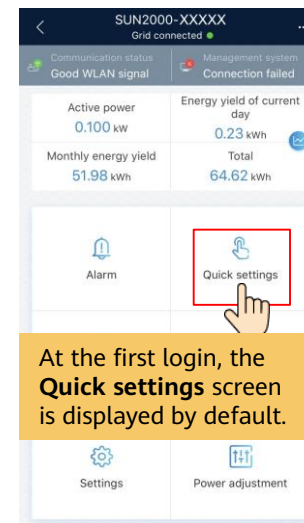 SUN2000-XXXXX
Grid connected
Communication status
Good WLAN signal
Management system
Connection failed
Active power
0.100 kW
Energy yield of current
day
0.23 kWh
Monthly energy yield
51.98 kWh
Total
64.62 kWh
Alarm
Quick settings
At the first login, the
Quick settings screen
is displayed by default.
Settings
Power adjustment